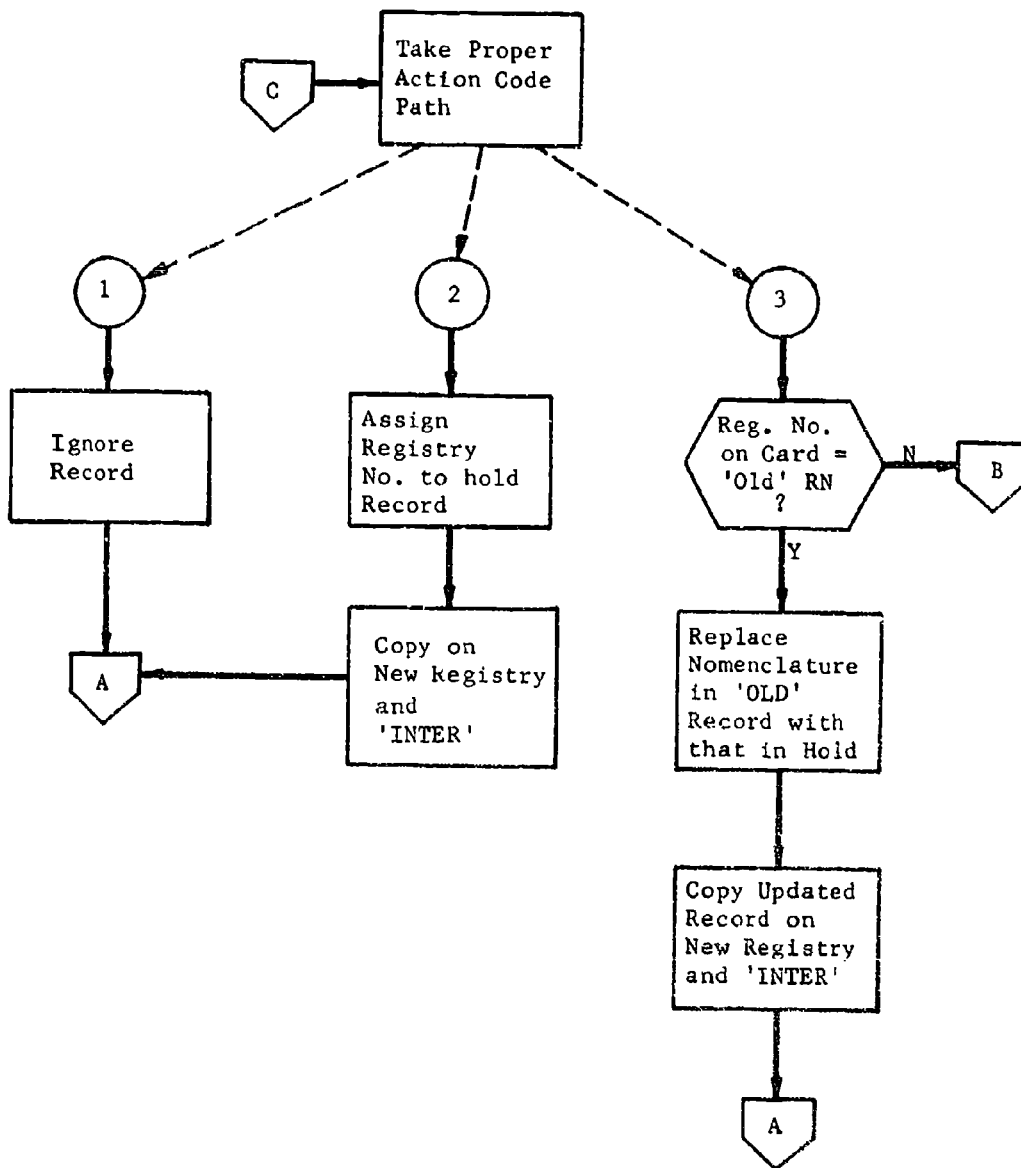 Take Proper
Action Code
Path
C
1
2
3
Ignore
Record
Assign
Registry
No. to hold
Record
Reg. No.
on Card =
'Old' RN
?
N
B
Y
A
Copy on
New Registry
and
'INTER'
Replace
Nomenclature
in 'OLD'
Record with
that in Hold
Copy Updated
Record on
New Registry
and 'INTER'
A